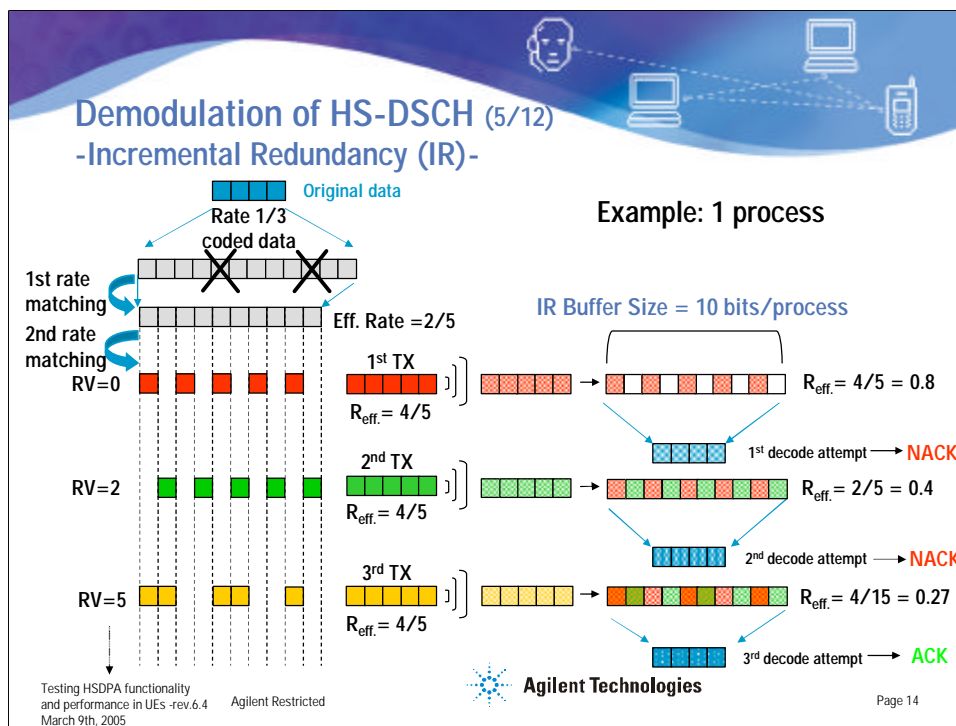 Demodulation of HS-DSCH (5/12)
-Incremental Redundancy (IR)-
Original data
Rate 1/3
coded data
Example: 1 process
1st rate
matching
Eff. Rate =2/5
IR Buffer Size = 10 bits/process
2nd rate
matching
RV=0
1st TX
Reff.= 4/5
Reff.= 4/5 = 0.8
1st decode attempt
NACK
RV=2
2nd TX
Reff.= 4/5
Reff.= 2/5 = 0.4
2nd decode attempt
NACK
RV=5
3rd TX
Reff.= 4/5
Reff.= 4/15 = 0.27
3rd decode attempt
ACK
Testing HSDPA functionality
and performance in UEs -rev.6.4
March 9th, 2005
Agilent Restricted
Agilent Technologies
Page 14